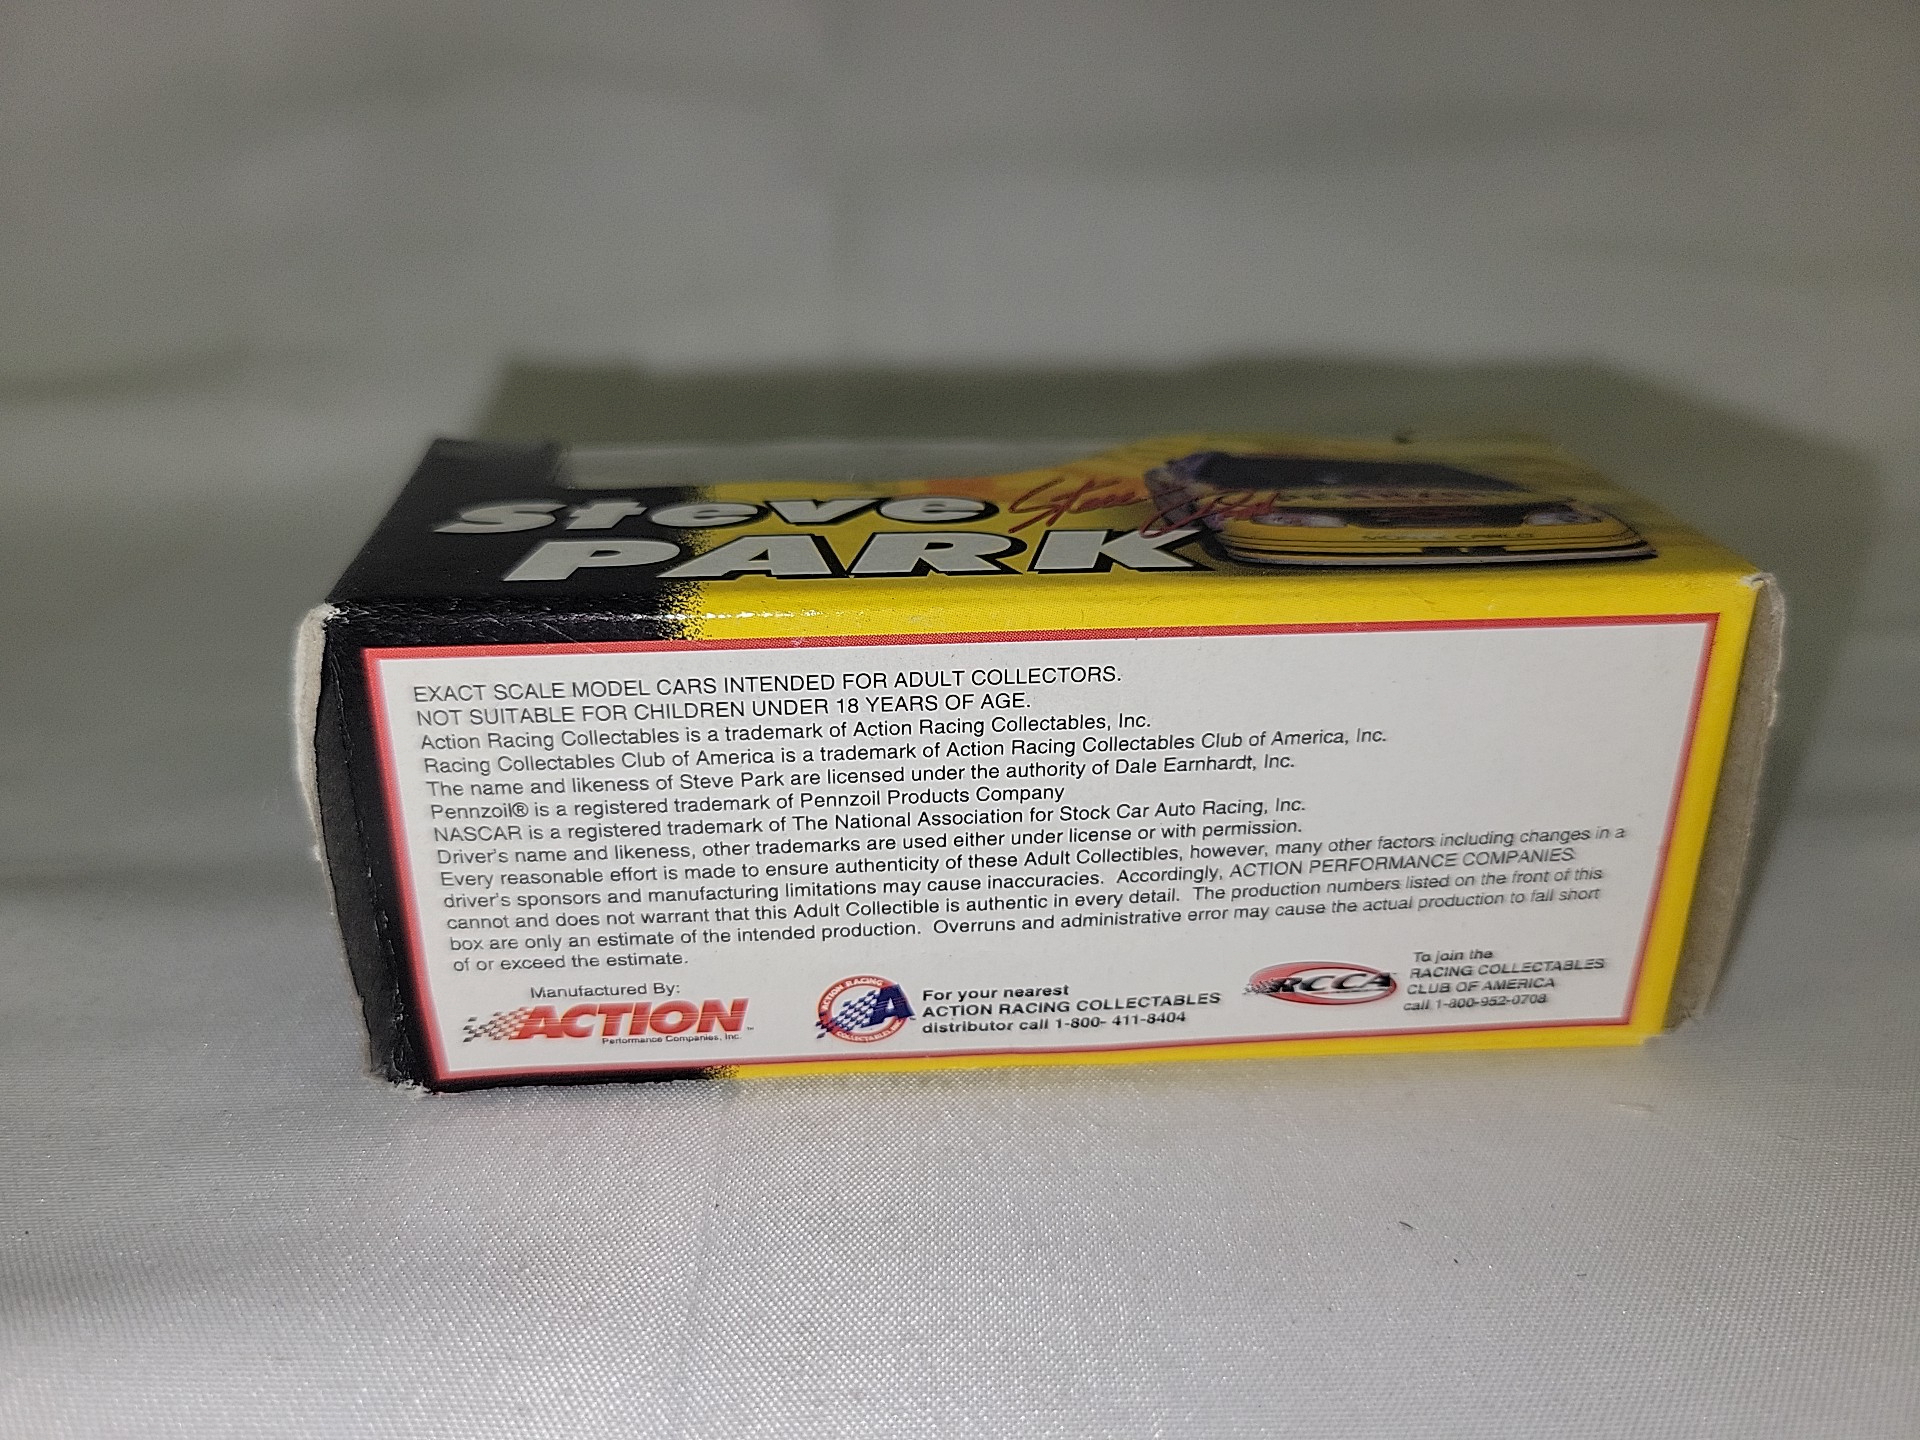 Steve
PARK
Steve Park
MONTE CARLO
EXACT SCALE MODEL CARS INTENDED FOR ADULT COLLECTORS.
NOT SUITABLE FOR CHILDREN UNDER 18 YEARS OF AGE.
Action Racing Collectables is a trademark of Action Racing Collectables, Inc.
Racing Collectables Club of America is a trademark of Action Racing Collectables Club of America, Inc.
The name and likeness of Steve Park are licensed under the authority of Dale Earnhardt, Inc.
Pennzoil® is a registered trademark of Pennzoil Products Company
NASCAR is a registered trademark of The National Association for Stock Car Auto Racing, Inc.
Driver's name and likeness, other trademarks are used either under license or with permission.
Every reasonable effort is made to ensure authenticity of these Adult Collectibles, however, many other factors including changes in a
driver's sponsors and manufacturing limitations may cause inaccuracies. Accordingly, ACTION PERFORMANCE COMPANIES
cannot and does not warrant that this Adult Collectible is authentic in every detail. The production numbers listed on the front of this
box are only an estimate of the intended production. Overruns and administrative error may cause the actual production to fall short
of or exceed the estimate.
Manufactured By:
ACTION™
Performance Companies, Inc.
ACTION RACING
A
COLLECTABLES
For your nearest
ACTION RACING COLLECTABLES
distributor call 1-800- 411-8404
RCCA
To join the
RACING COLLECTABLES
CLUB OF AMERICA
call 1-800-952-0708